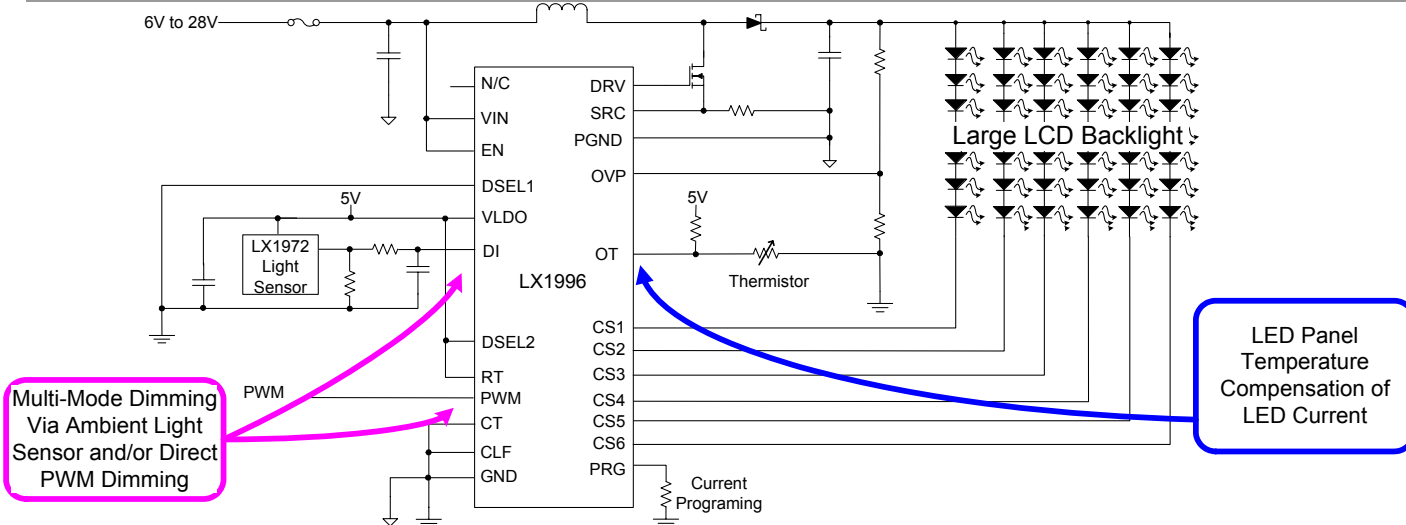 6V to 28V
N/C
VIN
EN
DSEL1
VLDO
DI
DSEL2
RT
PWM
CT
CLF
GND
LX1996
DRV
SRC
PGND
OVP
OT
CS1
CS2
CS3
CS4
CS5
CS6
PRG
5V
LX1972
Light
Sensor
PWM
5V
Thermistor
Current
Programing
Large LCD Backlight
Multi-Mode Dimming
Via Ambient Light
Sensor and/or Direct
PWM Dimming
LED Panel
Temperature
Compensation of
LED Current